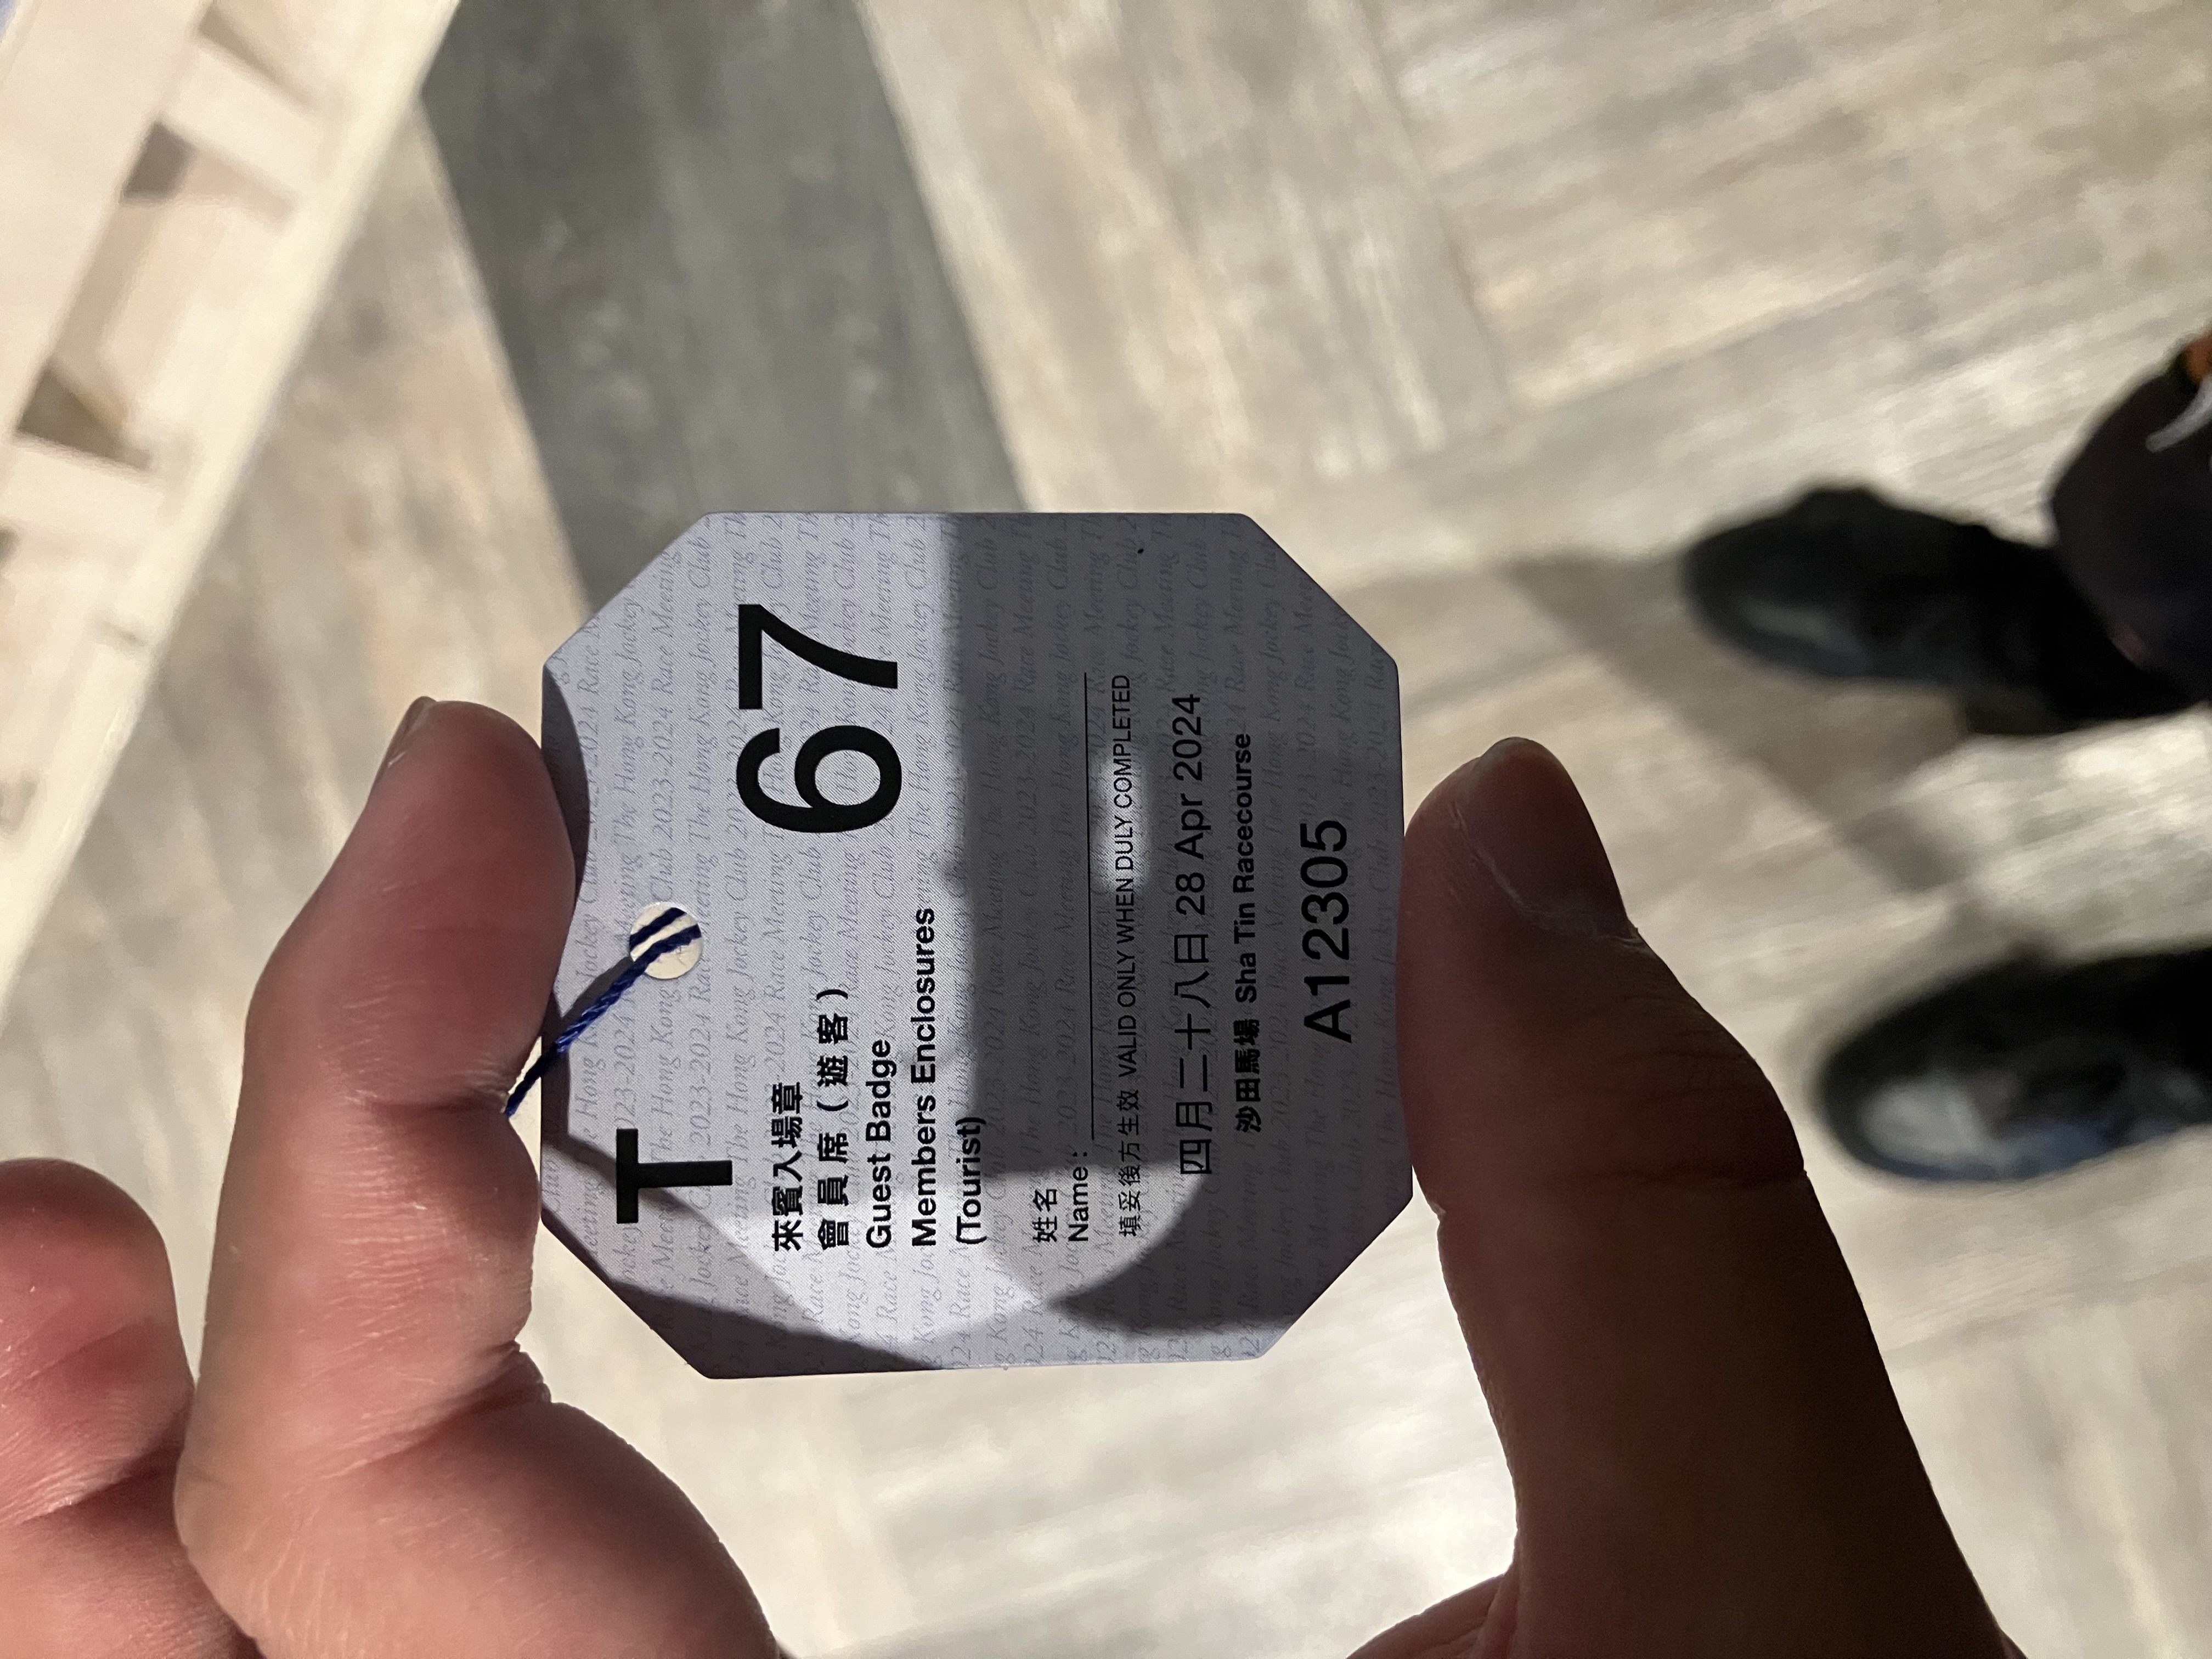 T
67
來賓入場章
會員席（遊客）
Guest Badge
Members Enclosures
(Tourist)
姓名
Name :
填妥後方生效 VALID ONLY WHEN DULY COMPLETED
四月二十八日 28 Apr 2024
沙田馬場 Sha Tin Racecourse
A12305